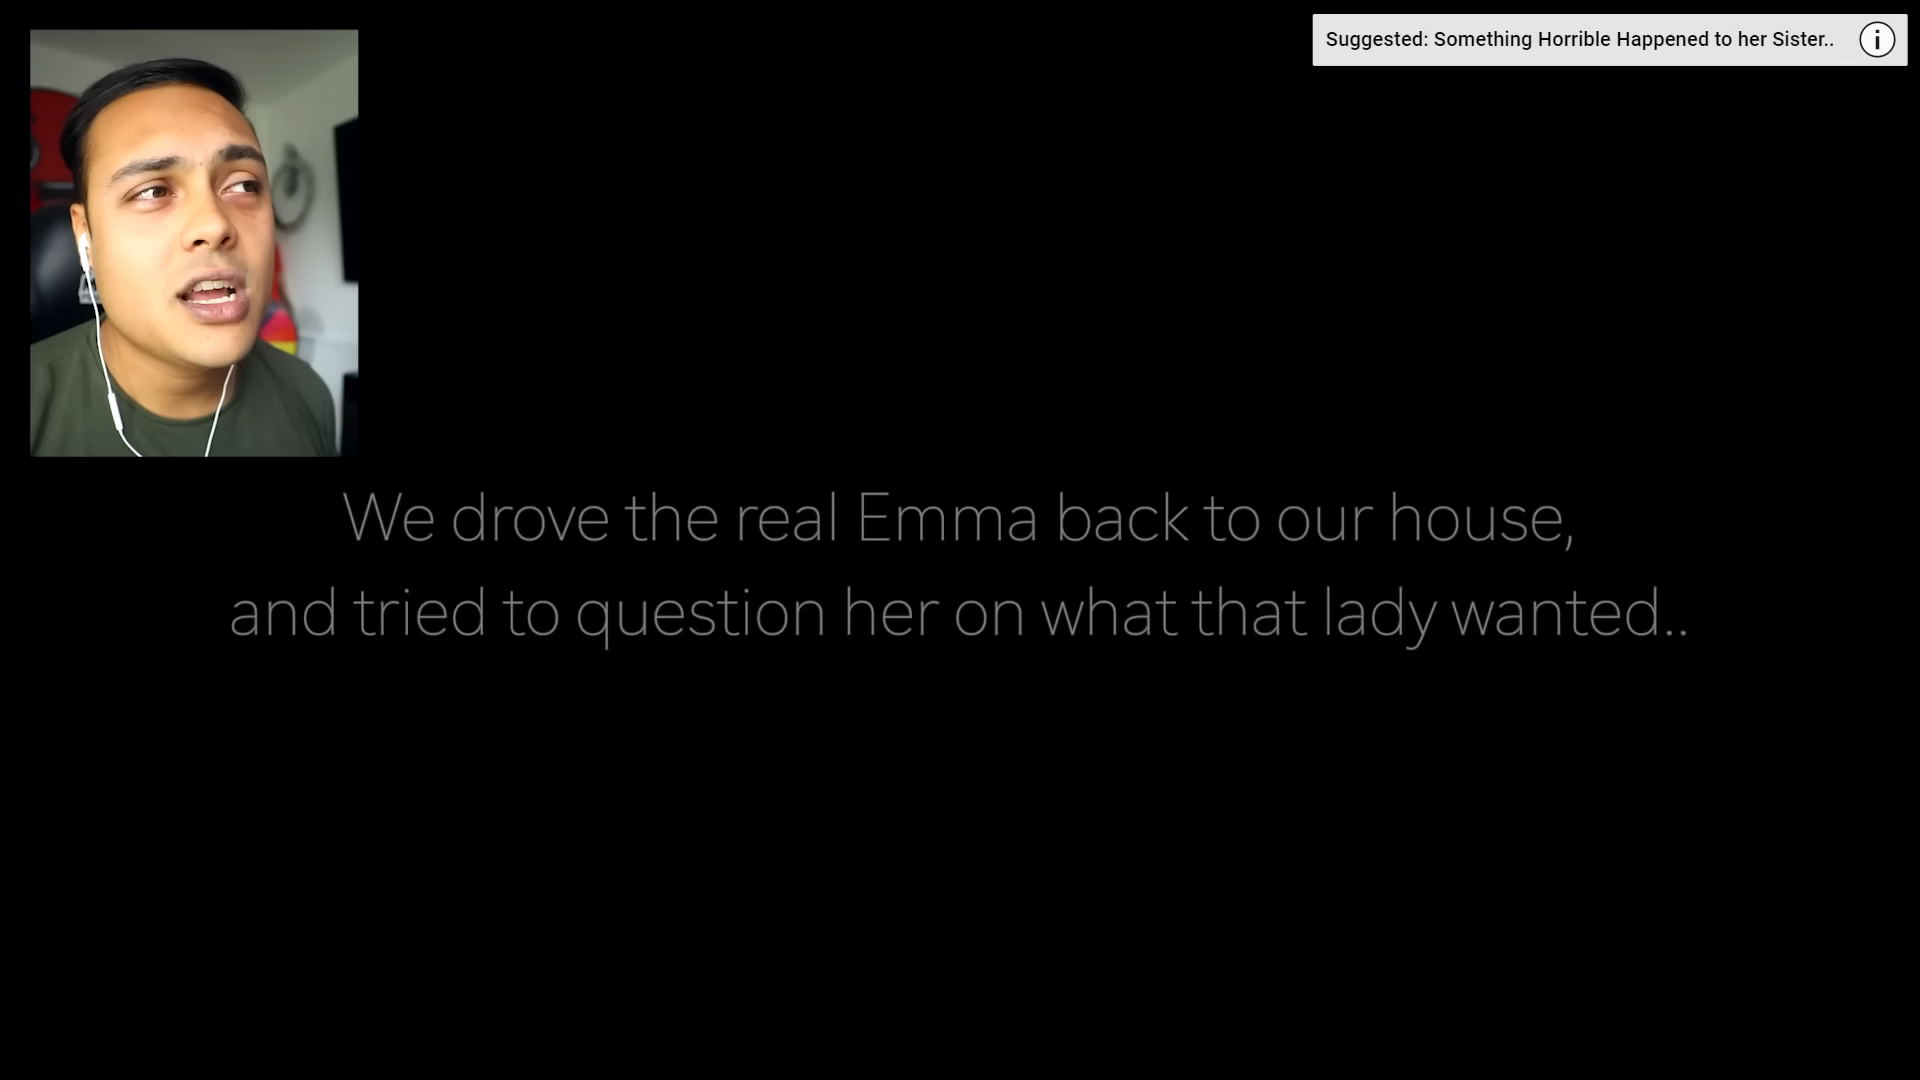 Suggested: Something Horrible Happened to her Sister..
We drove the real Emma back to our house,
and tried to question her on what that lady wanted..